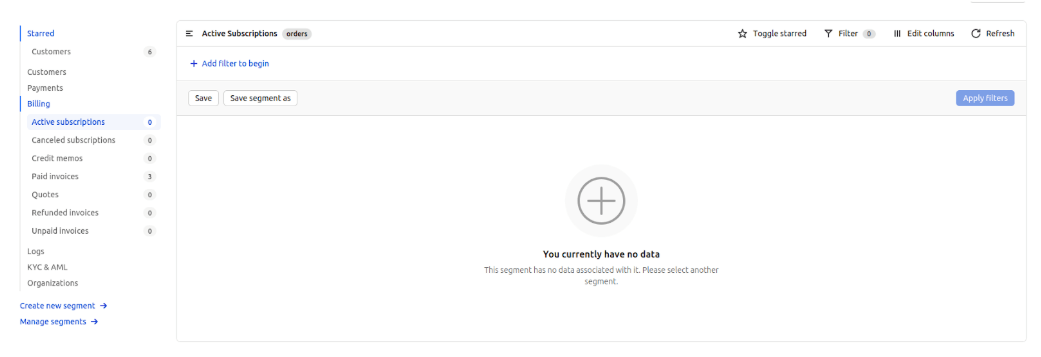 Starred
Customers 6
Customers
Payments
Billing
Active subscriptions 0
Canceled subscriptions 0
Credit memos 0
Paid invoices 3
Quotes 0
Refunded invoices 0
Unpaid invoices 0
Logs
KYC & AML
Organizations
Create new segment →
Manage segments →
Active Subscriptions orders Toggle starred Filter 0 Edit columns Refresh
+ Add filter to begin
Save Save segment as Apply filters
You currently have no data
This segment has no data associated with it. Please select another
segment.